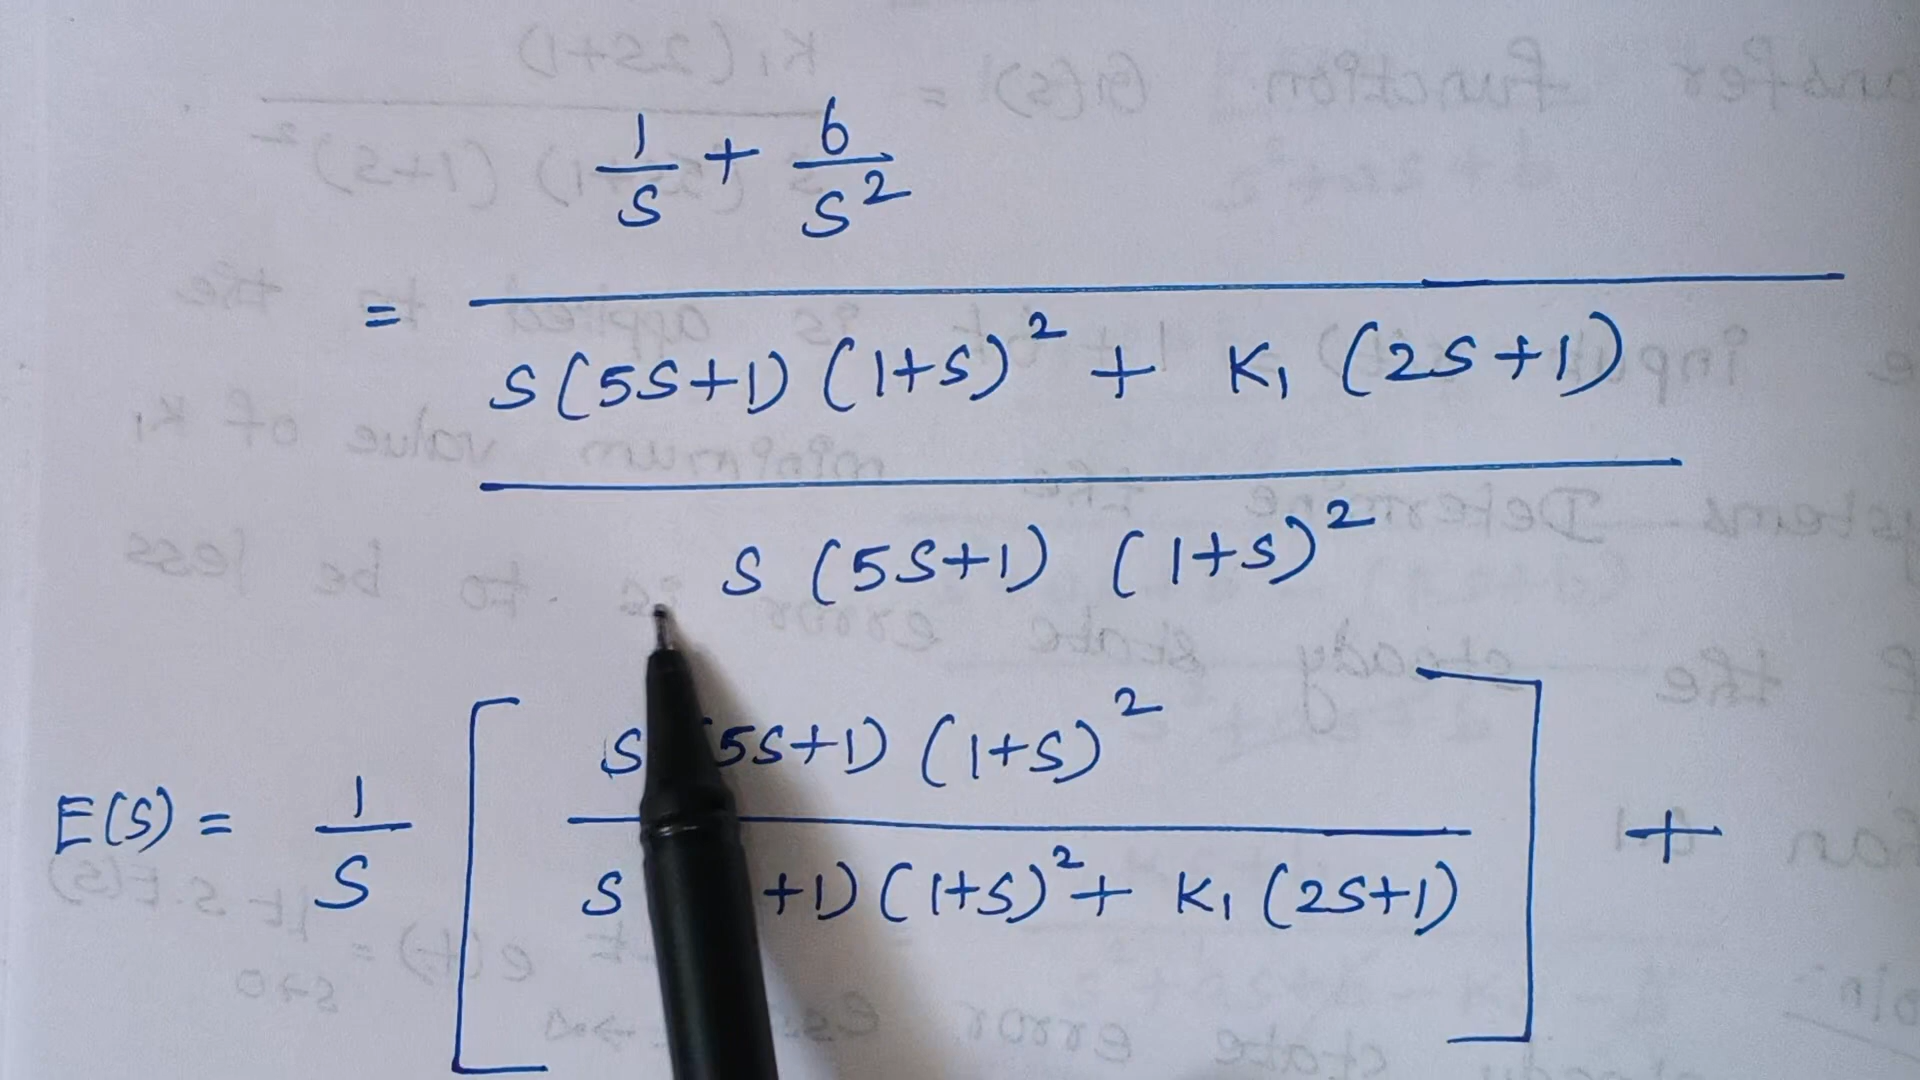 1/S + 6/S²
= S(5S+1)(1+S)² + K₁(2S+1)
S(5S+1)(1+S)²
S 5S+1)(1+S)²
E(S) = 1/S [ S +1)(1+S)² + K₁(2S+1) ] +